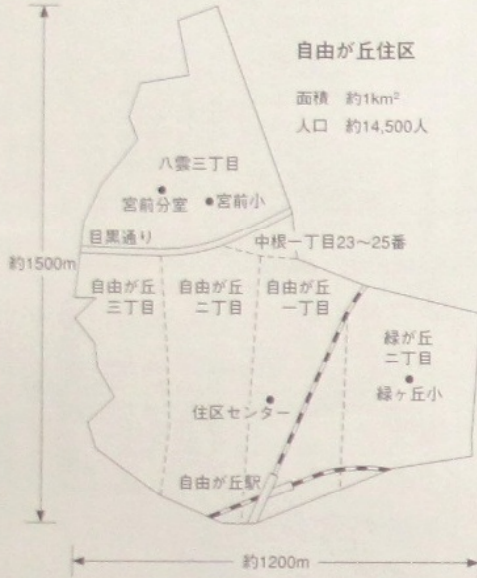 自由が丘住区
面積 約1km²
人口 約14,500人
八雲三丁目
宮前分室
宮前小
目黒通り
中根一丁目23〜25番
約1500m
自由が丘
三丁目
自由が丘
二丁目
自由が丘
一丁目
緑が丘
二丁目
緑ヶ丘小
住区センター
自由が丘駅
約1200m